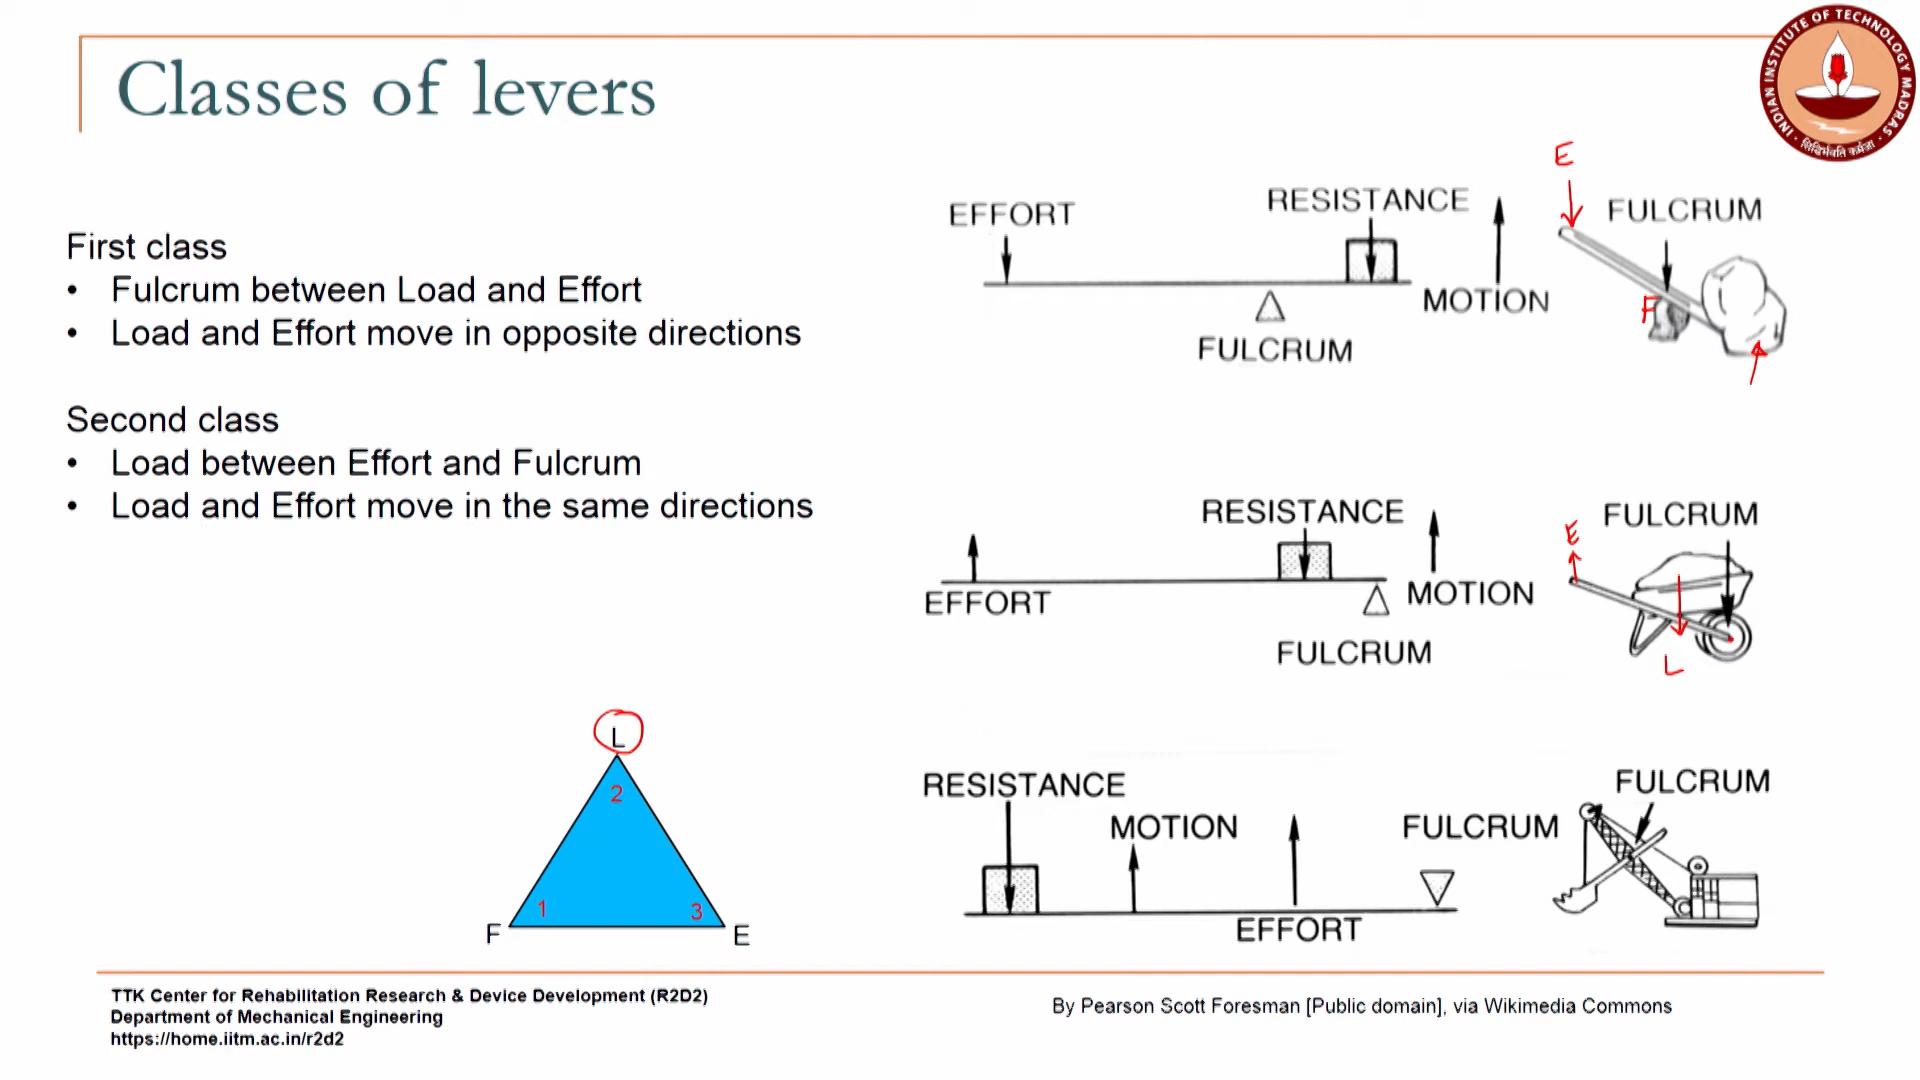 Classes of levers
INDIAN INSTITUTE OF TECHNOLOGY MADRAS
सिद्धिर्भवति कर्मजा
First class
• Fulcrum between Load and Effort
• Load and Effort move in opposite directions
Second class
• Load between Effort and Fulcrum
• Load and Effort move in the same directions
E
EFFORT
RESISTANCE
FULCRUM
MOTION
F
FULCRUM
RESISTANCE
FULCRUM
E
EFFORT
MOTION
FULCRUM
L
RESISTANCE
FULCRUM
MOTION
FULCRUM
EFFORT
L
2
1
3
F
E
TTK Center for Rehabilitation Research & Device Development (R2D2)
Department of Mechanical Engineering
https://home.iitm.ac.in/r2d2
By Pearson Scott Foresman [Public domain], via Wikimedia Commons